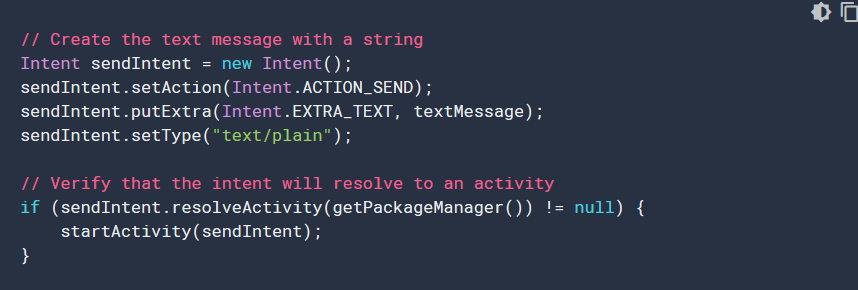 // Create the text message with a string
Intent sendIntent = new Intent();
sendIntent.setAction(Intent.ACTION_SEND);
sendIntent.putExtra(Intent.EXTRA_TEXT, textMessage);
sendIntent.setType("text/plain");

// Verify that the intent will resolve to an activity
if (sendIntent.resolveActivity(getPackageManager()) != null) {
    startActivity(sendIntent);
}